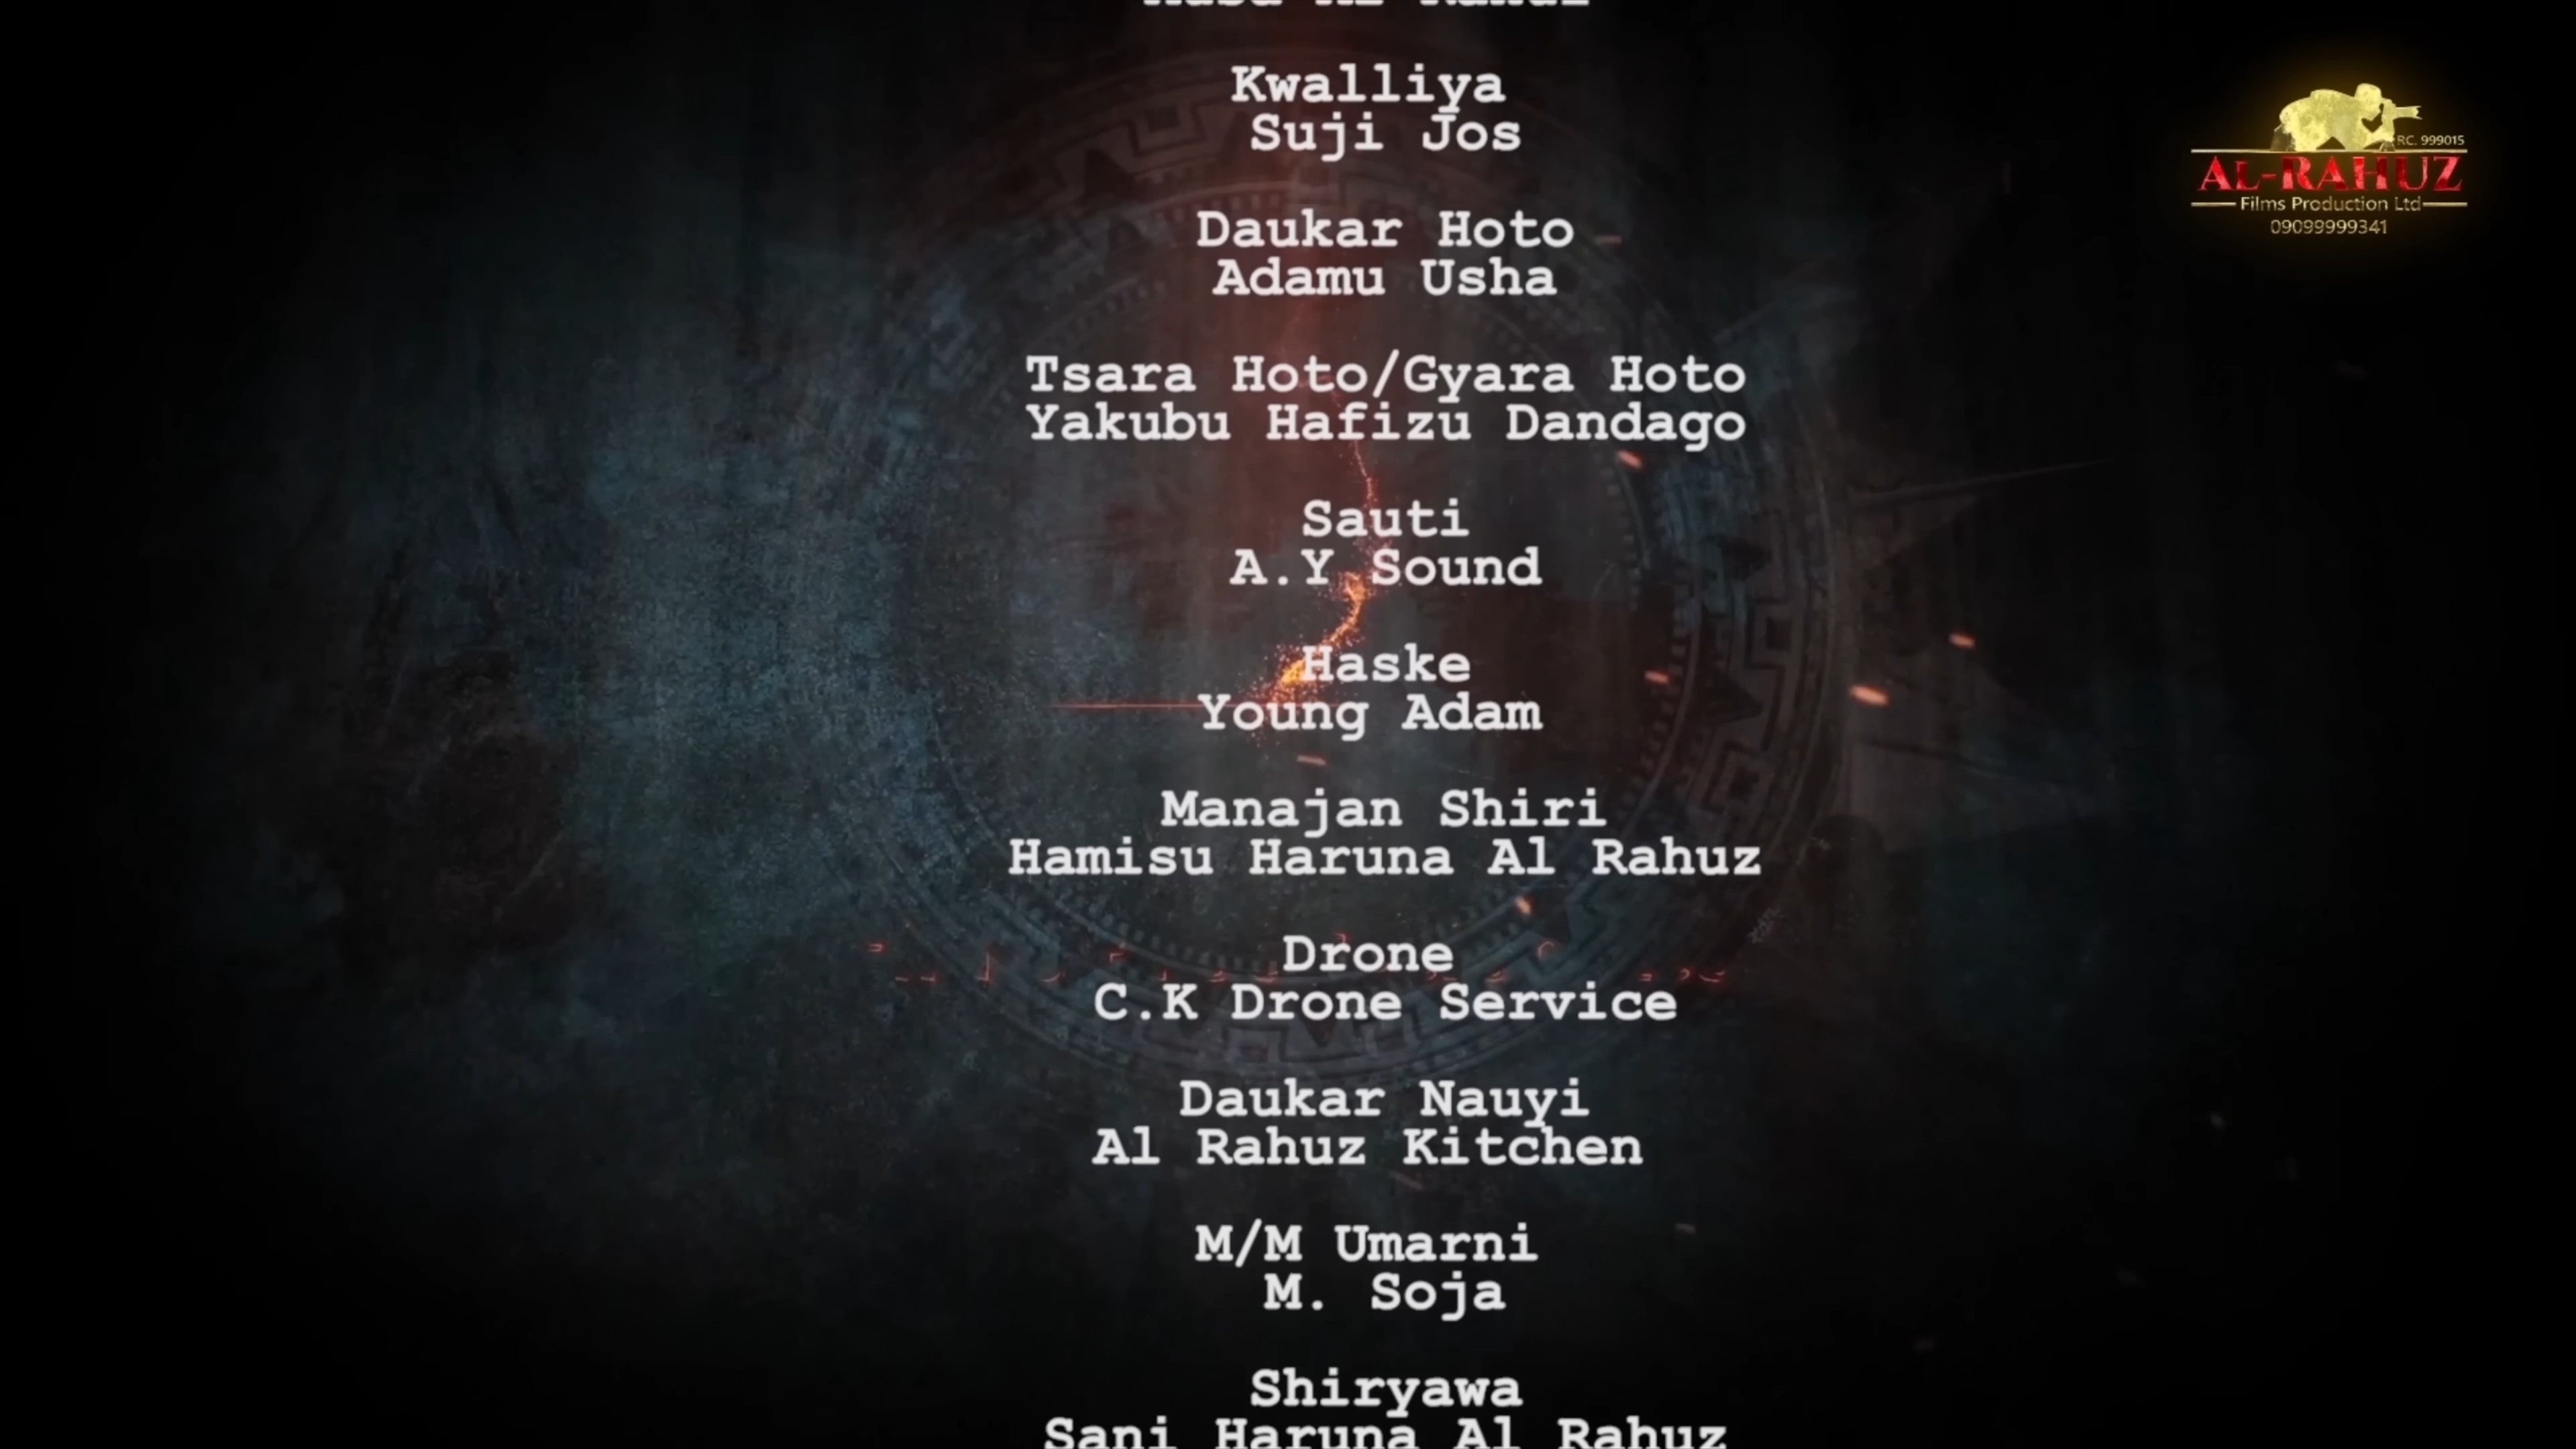 Kwalliya
Suji Jos
Daukar Hoto
Adamu Usha
Tsara Hoto/Gyara Hoto
Yakubu Hafizu Dandago
Sauti
A.Y Sound
Haske
Young Adam
Manajan Shiri
Hamisu Haruna Al Rahuz
Drone
C.K Drone Service
Daukar Nauyi
Al Rahuz Kitchen
M/M Umarni
M. Soja
Shiryawa
Sani Haruna Al Rahuz
RC. 999015
AL-RAHUZ
Films Production Ltd
09099999341